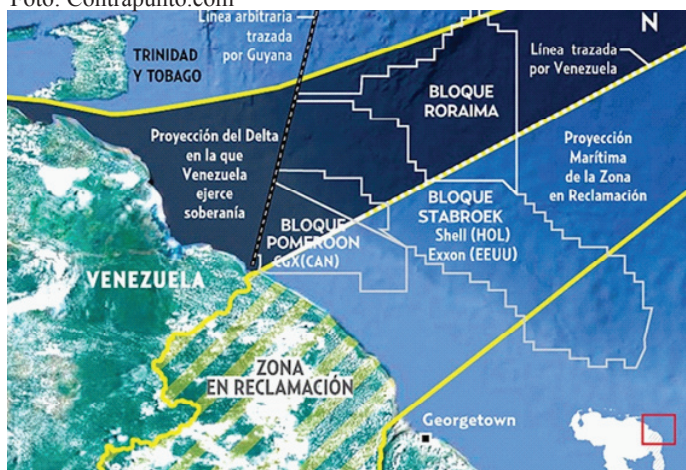 Foto: Contrapunto.com
Línea arbitraria
trazada
por Guyana
TRINIDAD
Y TOBAGO
N
Línea trazada
por Venezuela
BLOQUE
RORAIMA
Proyección del Delta
en la que
Venezuela
ejerce
soberanía
Proyección
Marítima
de la Zona
en Reclamación
BLOQUE
STABROEK
Shell (HOL)
Exxon (EEUU)
BLOQUE
POMEROON
CGX(CAN)
VENEZUELA
ZONA
EN RECLAMACIÓN
Georgetown